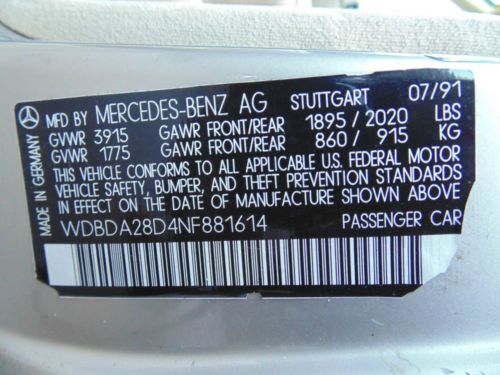 MFD BY MERCEDES-BENZ AG STUTTGART 07/91
GVWR 3915 GAWR FRONT/REAR 1895/2020 LBS
GVWR 1775 GAWR FRONT/REAR 860/915 KG
THIS VEHICLE CONFORMS TO ALL APPLICABLE U.S. FEDERAL MOTOR
VEHICLE SAFETY, BUMPER, AND THEFT PREVENTION STANDARDS
IN EFFECT ON THE DATE OF MANUFACTURE SHOWN ABOVE.
WDBDA28D4NF881614 PASSENGER CAR
MADE IN GERMANY